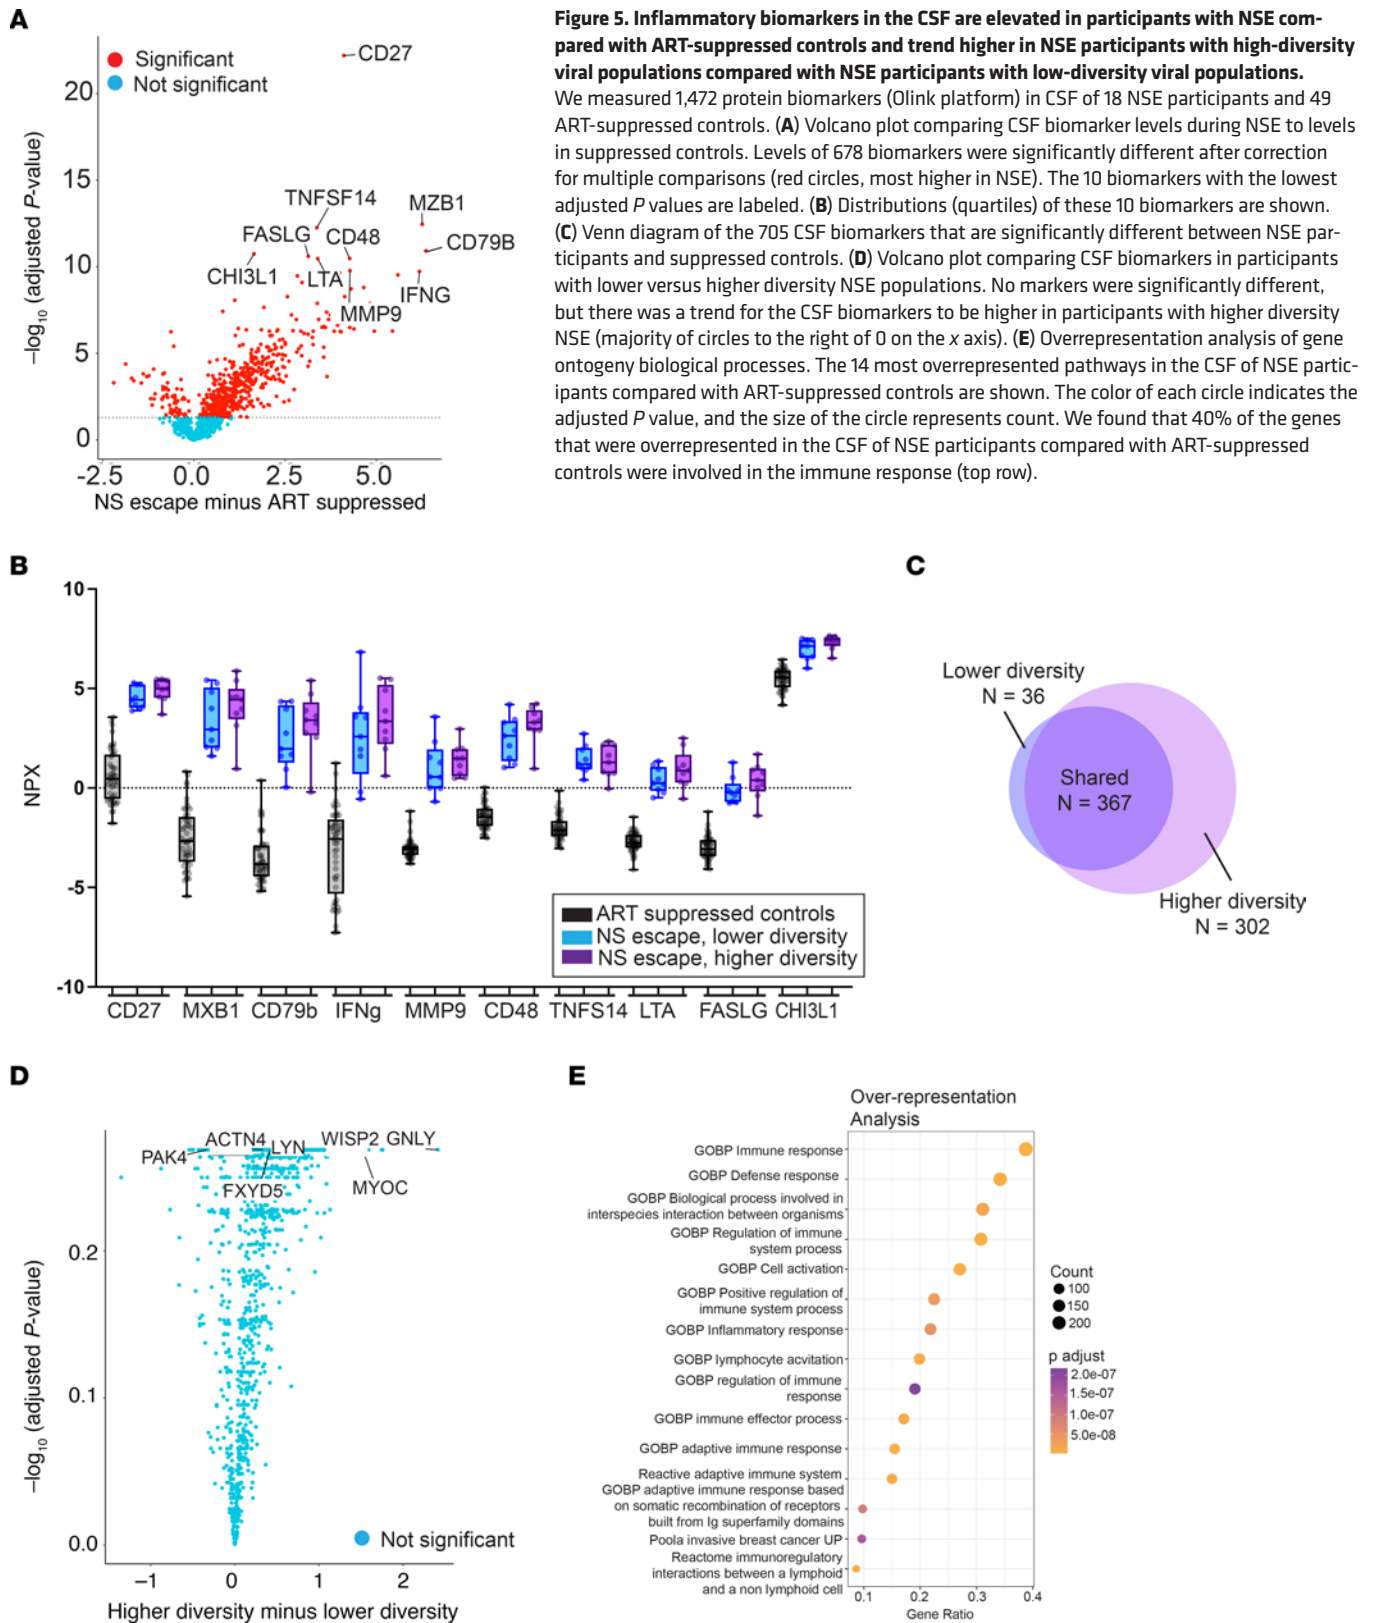 A
Figure 5. Inflammatory biomarkers in the CSF are elevated in participants with NSE com-
pared with ART-suppressed controls and trend higher in NSE participants with high-diversity
viral populations compared with NSE participants with low-diversity viral populations.
We measured 1,472 protein biomarkers (Olink platform) in CSF of 18 NSE participants and 49
ART-suppressed controls. (A) Volcano plot comparing CSF biomarker levels during NSE to levels
in suppressed controls. Levels of 678 biomarkers were significantly different after correction
for multiple comparisons (red circles, most higher in NSE). The 10 biomarkers with the lowest
adjusted P values are labeled. (B) Distributions (quartiles) of these 10 biomarkers are shown.
(C) Venn diagram of the 705 CSF biomarkers that are significantly different between NSE par-
ticipants and suppressed controls. (D) Volcano plot comparing CSF biomarkers in participants
with lower versus higher diversity NSE populations. No markers were significantly different,
but there was a trend for the CSF biomarkers to be higher in participants with higher diversity
NSE (majority of circles to the right of 0 on the x axis). (E) Overrepresentation analysis of gene
ontogeny biological processes. The 14 most overrepresented pathways in the CSF of NSE partic-
ipants compared with ART-suppressed controls are shown. The color of each circle indicates the
adjusted P value, and the size of the circle represents count. We found that 40% of the genes
that were overrepresented in the CSF of NSE participants compared with ART-suppressed
controls were involved in the immune response (top row).
Significant
Not significant
CD27
TNFSF14
MZB1
FASLG
CD48
CD79B
CHI3L1
LTA
IFNG
MMP9
–log10 (adjusted P-value)
20
15
10
5
0
-2.5 0.0 2.5 5.0
NS escape minus ART suppressed
B
NPX
10
5
0
-5
-10
ART suppressed controls
NS escape, lower diversity
NS escape, higher diversity
CD27 MXB1 CD79b IFNg MMP9 CD48 TNFS14 LTA FASLG CHI3L1
C
Lower diversity
N = 36
Shared
N = 367
Higher diversity
N = 302
D
ACTN4
LYN
WISP2
GNLY
PAK4
FXYD5
MYOC
–log10 (adjusted P-value)
0.2
0.1
0.0
Not significant
−1 0 1 2
Higher diversity minus lower diversity
E
Over-representation
Analysis
GOBP Immune response
GOBP Defense response
GOBP Biological process involved in
interspecies interaction between organisms
GOBP Regulation of immune
system process
GOBP Cell activation
GOBP Positive regulation of
immune system process
GOBP Inflammatory response
GOBP lymphocyte acvitation
GOBP regulation of immune
response
GOBP immune effector process
GOBP adaptive immune response
Reactive adaptive immune system
GOBP adaptive immune response based
on somatic recombination of receptors
built from Ig superfamily domains
Poola invasive breast cancer UP
Reactome immunoregulatory
interactions between a lymphoid
and a non lymphoid cell
0.1 0.2 0.3 0.4
Gene Ratio
Count
100
150
200
p adjust
2.0e-07
1.5e-07
1.0e-07
5.0e-08